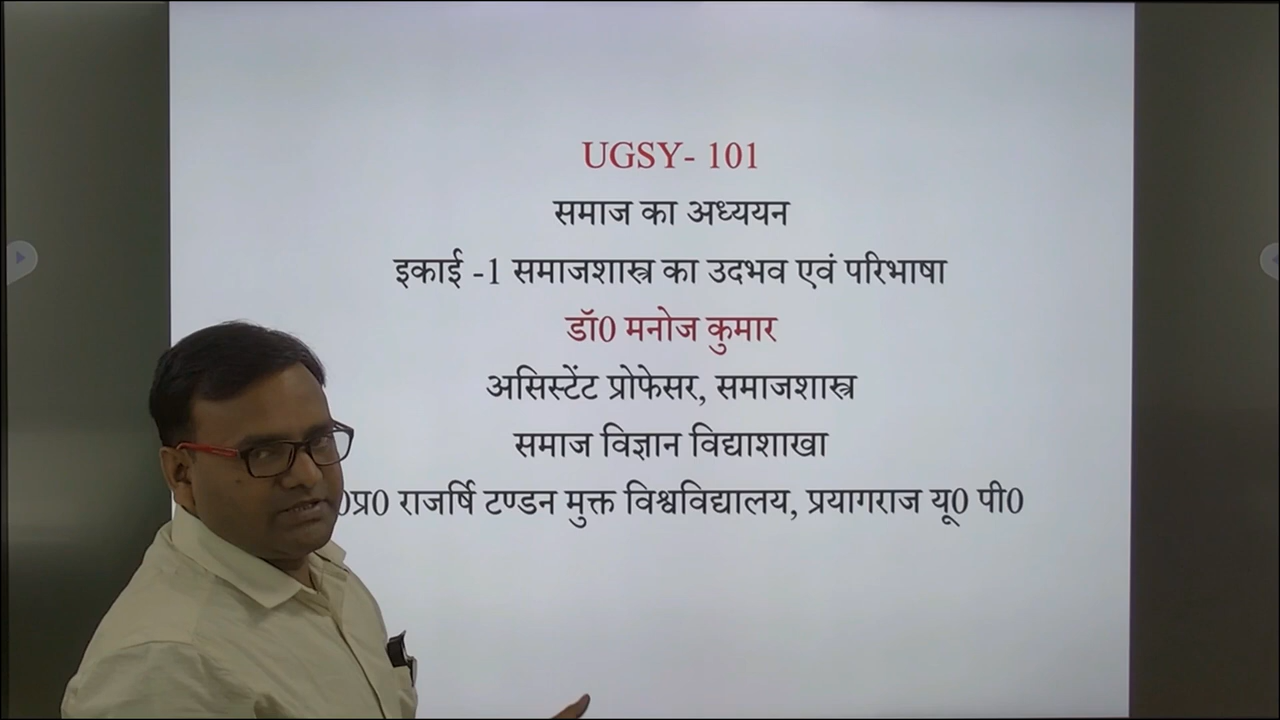 UGSY- 101
समाज का अध्ययन
इकाई -1 समाजशास्त्र का उदभव एवं परिभाषा
डॉ0 मनोज कुमार
असिस्टेंट प्रोफेसर, समाजशास्त्र
समाज विज्ञान विद्याशाखा
राजर्षि टण्डन मुक्त विश्वविद्यालय, प्रयागराज यू0 पी0